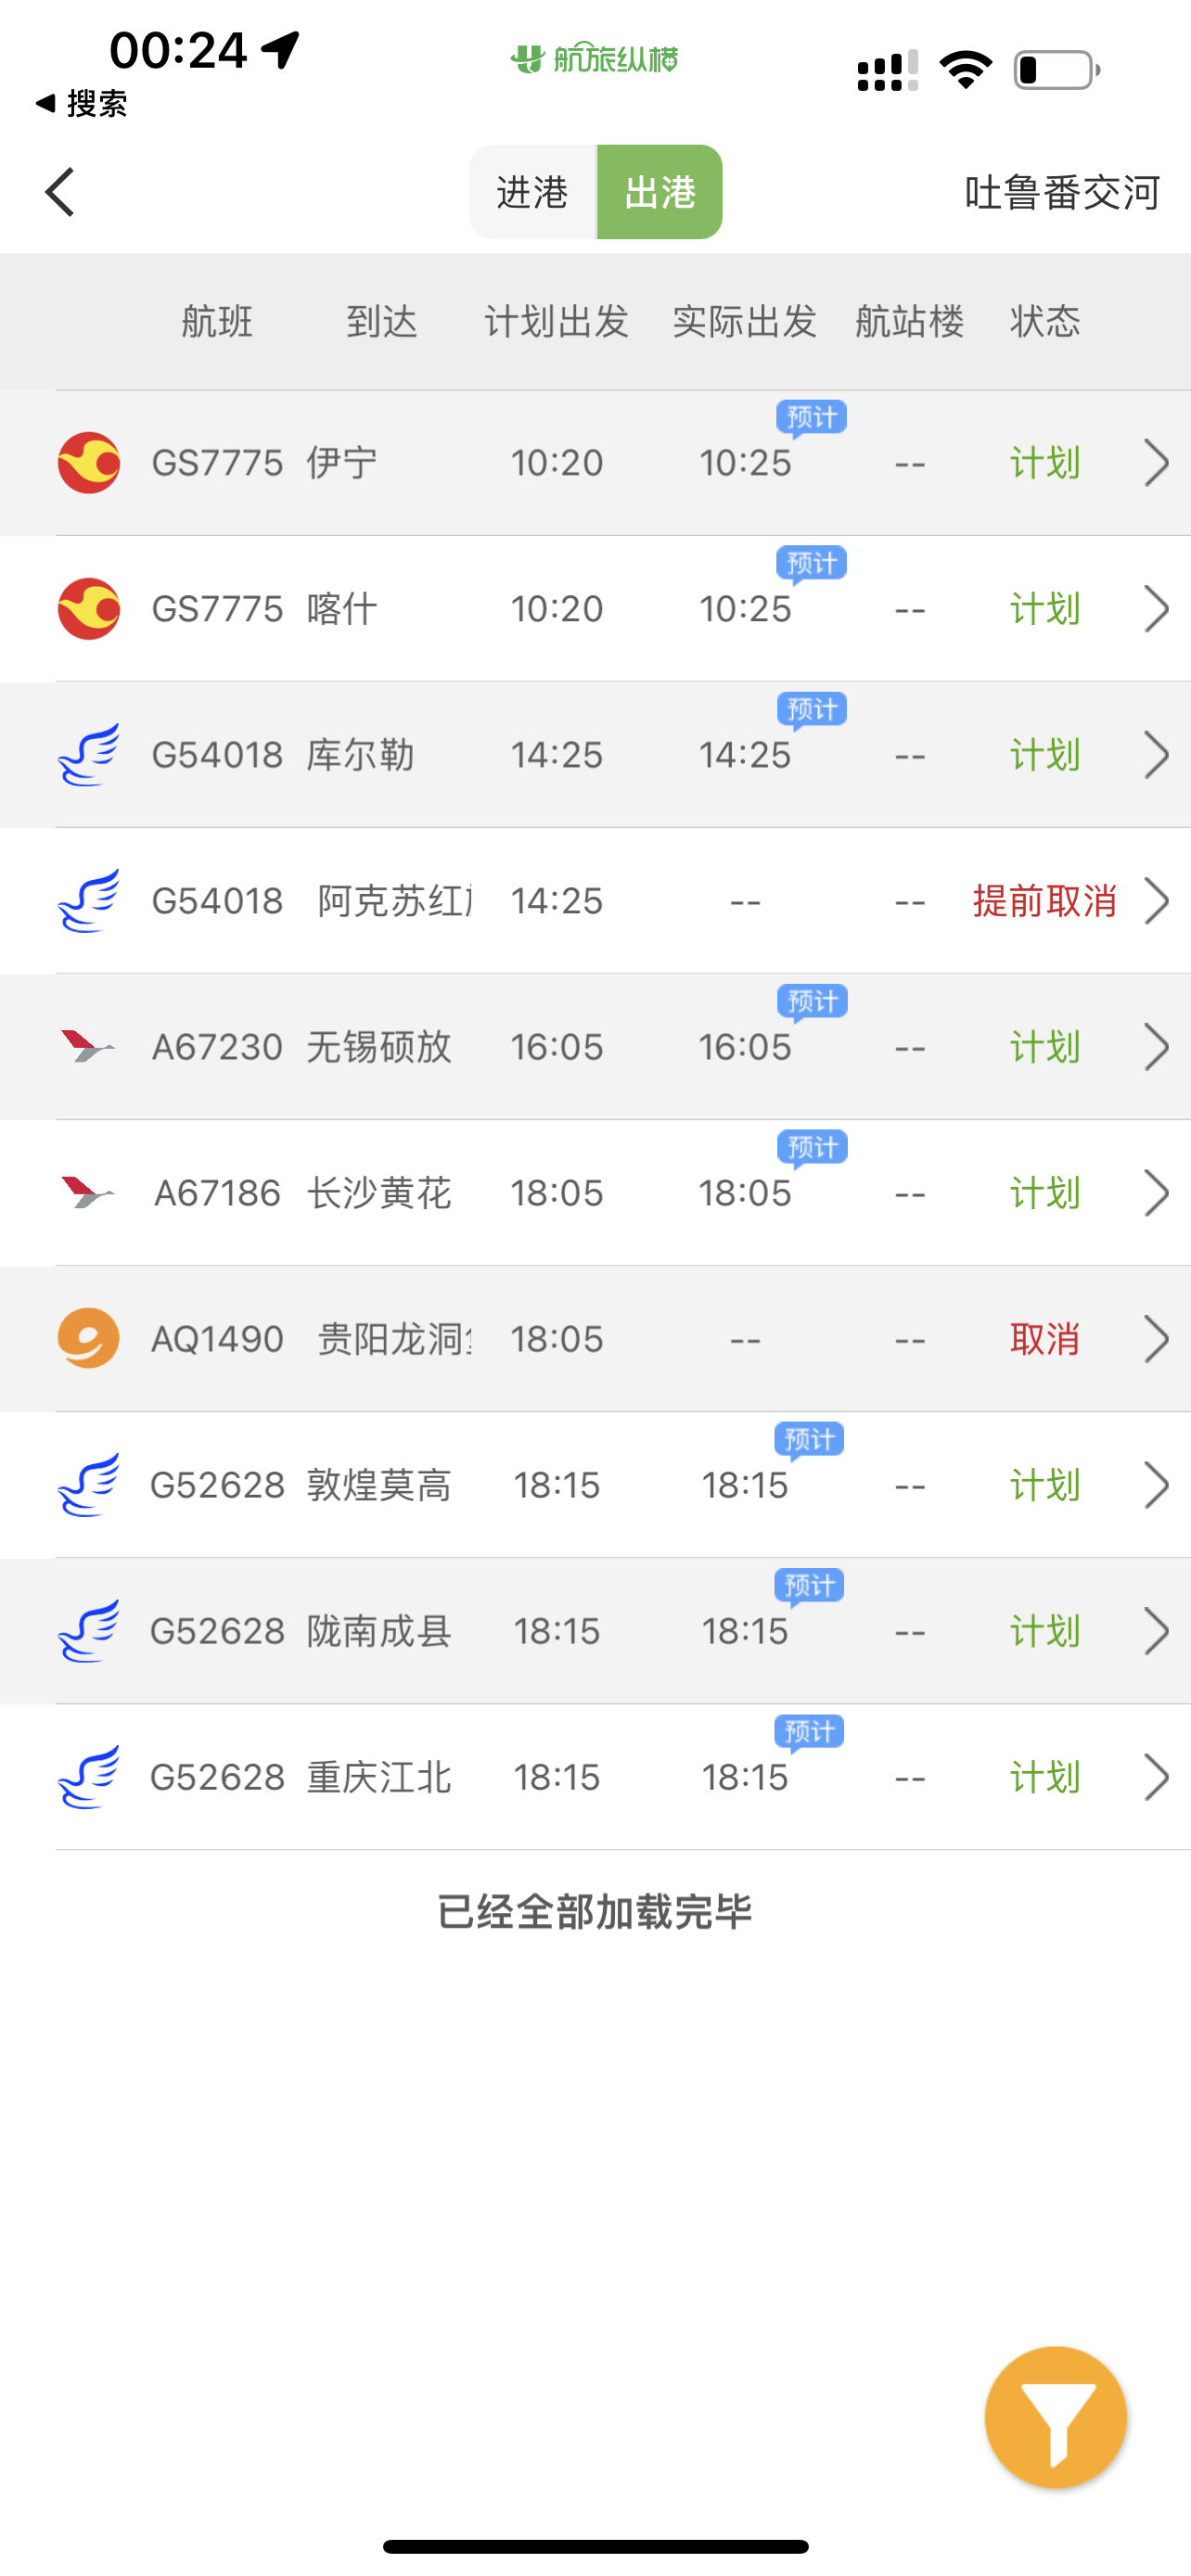 00:24
航旅纵横
◀ 搜索
进港 出港 吐鲁番交河
航班 到达 计划出发 实际出发 航站楼 状态
预计
GS7775 伊宁 10:20 10:25 -- 计划
预计
GS7775 喀什 10:20 10:25 -- 计划
预计
G54018 库尔勒 14:25 14:25 -- 计划
G54018 阿克苏红 14:25 -- -- 提前取消
预计
A67230 无锡硕放 16:05 16:05 -- 计划
预计
A67186 长沙黄花 18:05 18:05 -- 计划
AQ1490 贵阳龙洞 18:05 -- -- 取消
预计
G52628 敦煌莫高 18:15 18:15 -- 计划
预计
G52628 陇南成县 18:15 18:15 -- 计划
预计
G52628 重庆江北 18:15 18:15 -- 计划
已经全部加载完毕